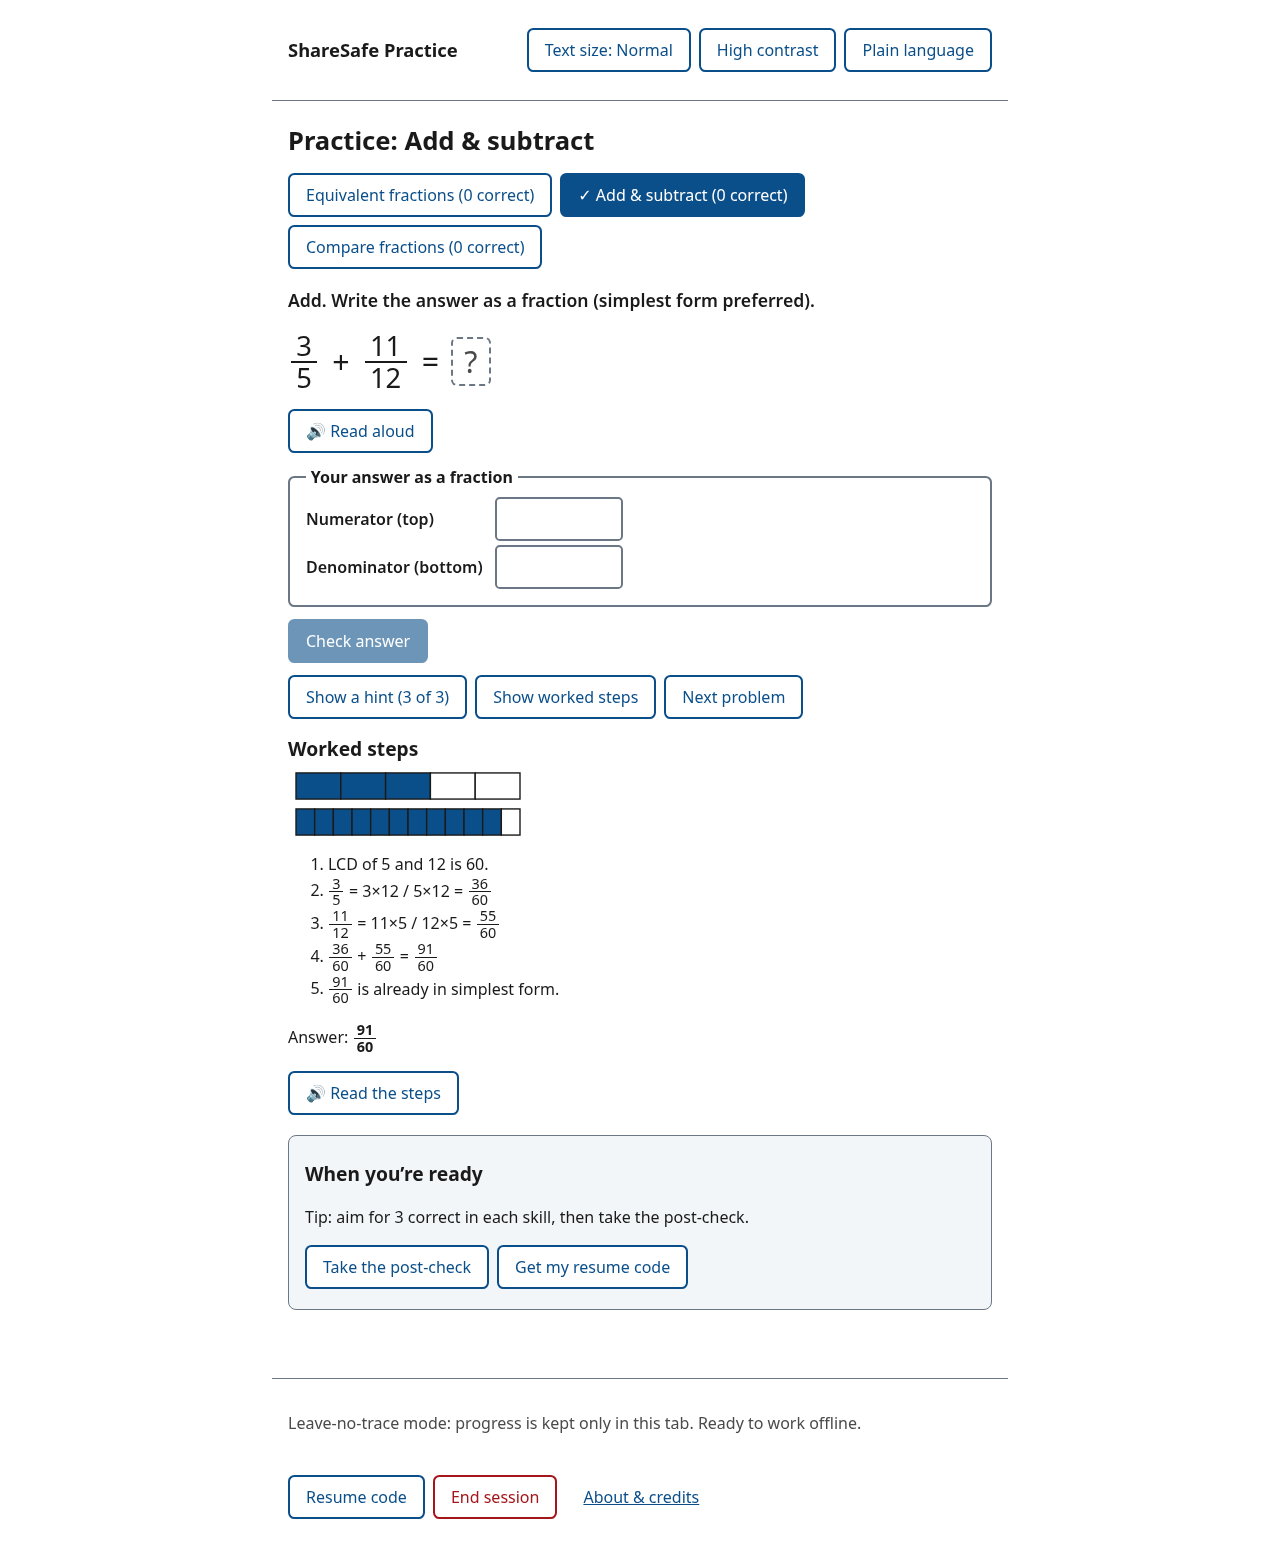 ShareSafe Practice
Text size: Normal
High contrast
Plain language
Practice: Add & subtract
Equivalent fractions (0 correct)
✓ Add & subtract (0 correct)
Compare fractions (0 correct)
Add. Write the answer as a fraction (simplest form preferred).
3/5 + 11/12 = ?
🔊 Read aloud
Your answer as a fraction
Numerator (top)
Denominator (bottom)
Check answer
Show a hint (3 of 3)
Show worked steps
Next problem
Worked steps
1. LCD of 5 and 12 is 60.
2. 3/5 = 3×12 / 5×12 = 36/60
3. 11/12 = 11×5 / 12×5 = 55/60
4. 36/60 + 55/60 = 91/60
5. 91/60 is already in simplest form.
Answer: 91/60
🔊 Read the steps
When you’re ready
Tip: aim for 3 correct in each skill, then take the post-check.
Take the post-check
Get my resume code
Leave-no-trace mode: progress is kept only in this tab. Ready to work offline.
Resume code
End session
About & credits